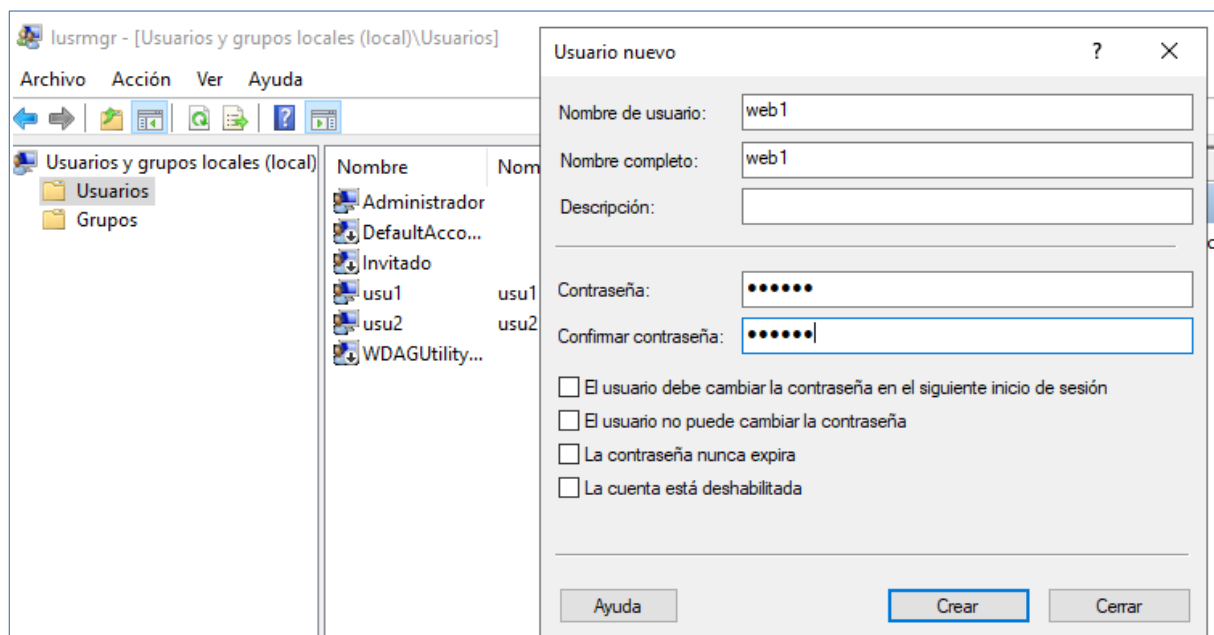 lusrmgr - [Usuarios y grupos locales (local)\Usuarios]
Archivo Acción Ver Ayuda
Usuarios y grupos locales (local)
Usuarios
Grupos
Nombre Nom
Administrador
DefaultAcco...
Invitado
usu1 usu1
usu2 usu2
WDAGUtility...
Usuario nuevo ?
Nombre de usuario: web1
Nombre completo: web1
Descripción:
Contraseña: ●●●●●●
Confirmar contraseña: ●●●●●●
El usuario debe cambiar la contraseña en el siguiente inicio de sesión
El usuario no puede cambiar la contraseña
La contraseña nunca expira
La cuenta está deshabilitada
Ayuda Crear Cerrar